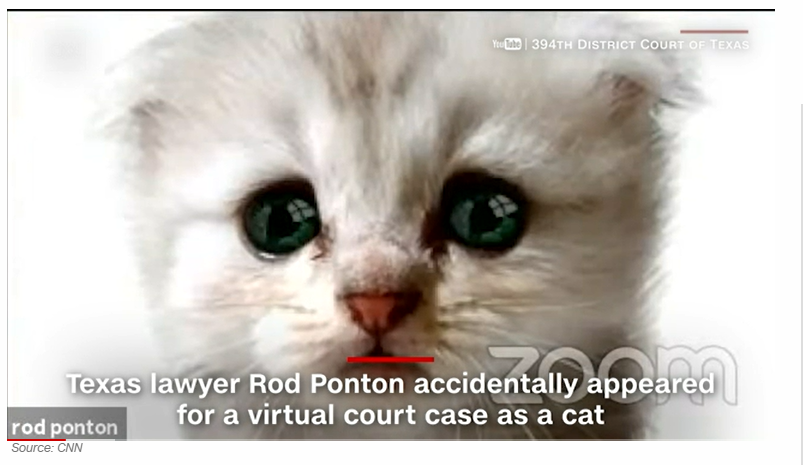 YouTube | 394TH DISTRICT COURT OF TEXAS
zoom
Texas lawyer Rod Ponton accidentally appeared
for a virtual court case as a cat
rod ponton
Source: CNN